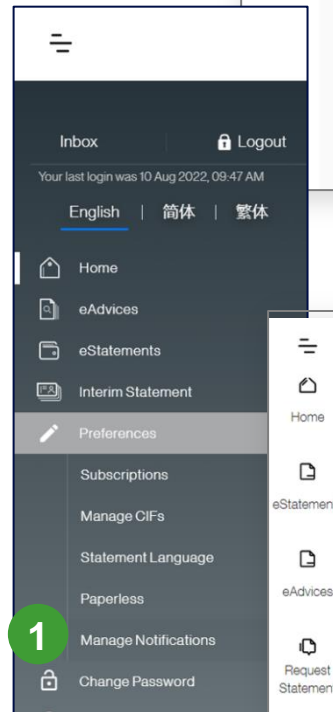 Inbox
Logout
Your last login was 10 Aug 2022, 09:47 AM
English | 简体 | 繁体
Home
eAdvices
eStatements
Interim Statement
Preferences
Subscriptions
Manage CIFs
Statement Language
Paperless
1
Manage Notifications
Change Password
Home
eStatemen
eAdvices
Request
Statemen